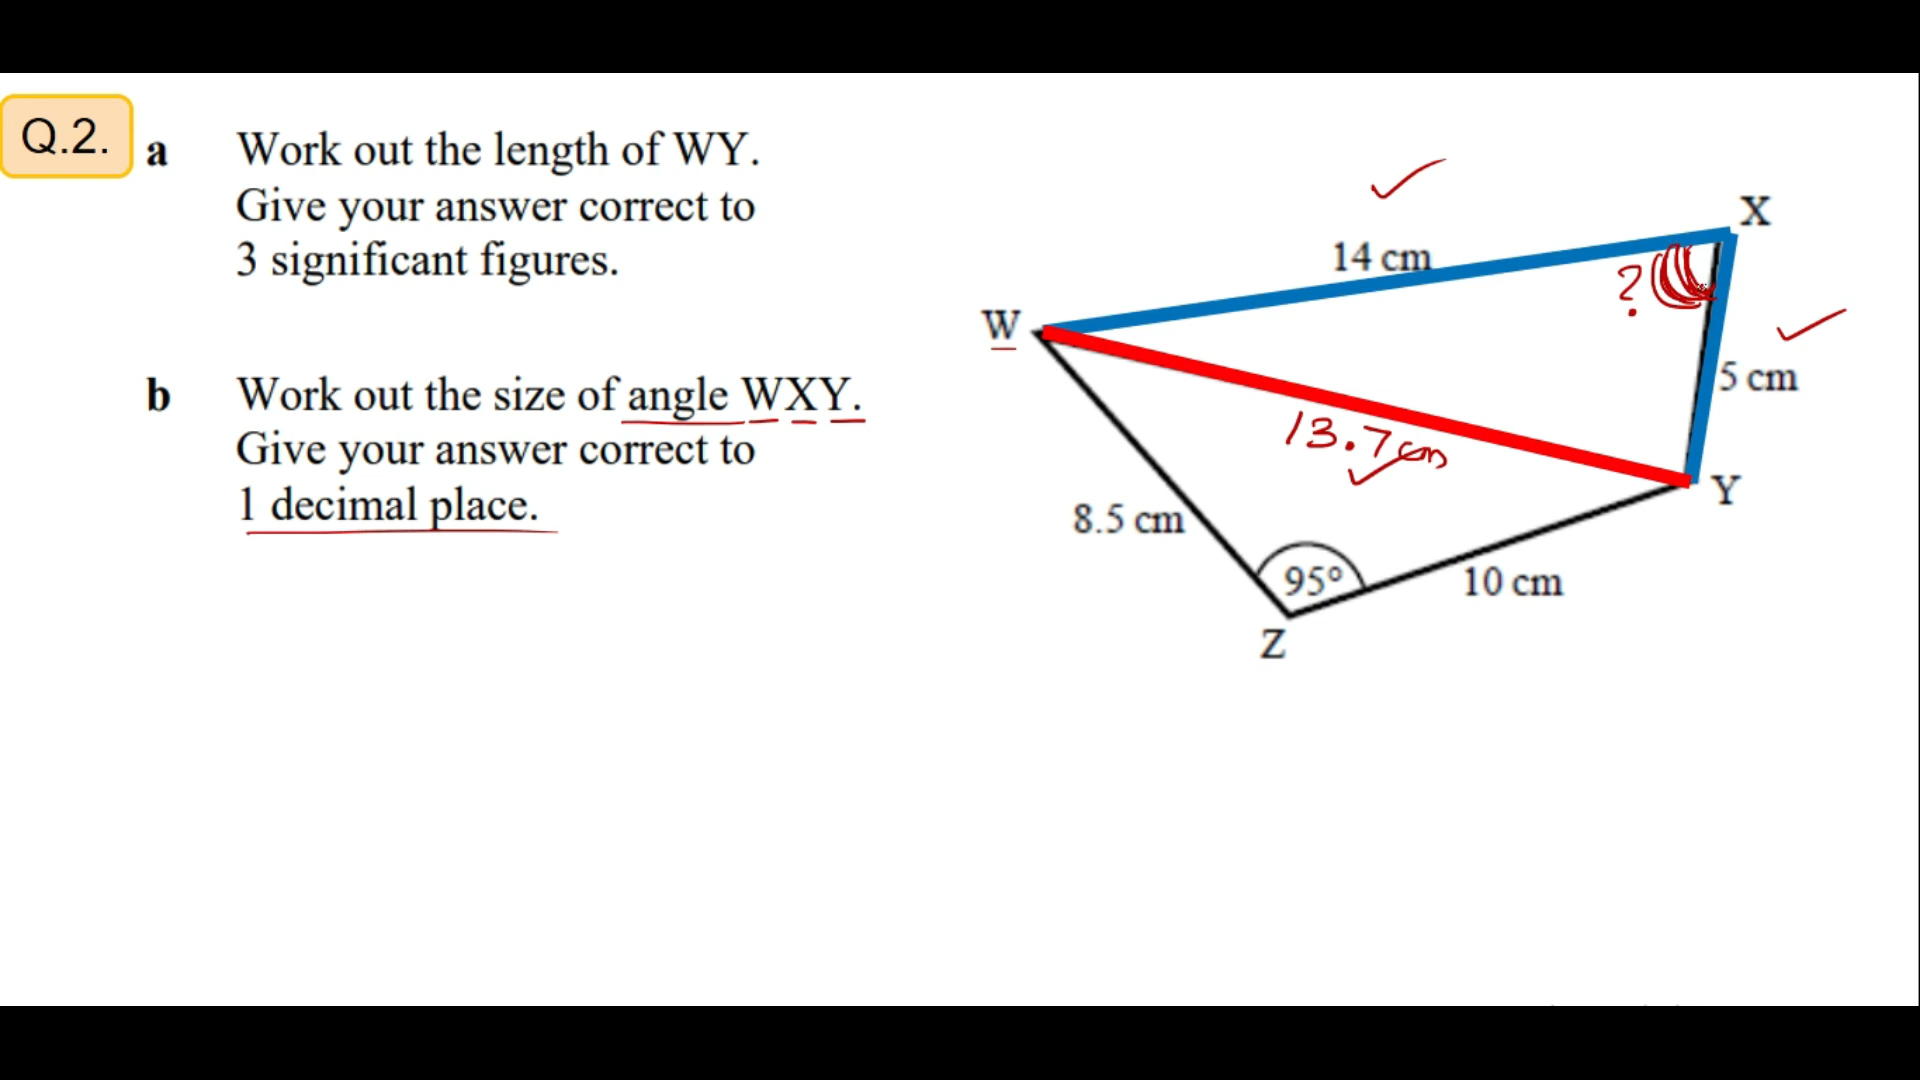 Q.2.
a Work out the length of WY.
Give your answer correct to
3 significant figures.
b Work out the size of angle WXY.
Give your answer correct to
1 decimal place.
X
14 cm
?
W
5 cm
13.7cm
Y
8.5 cm
95°
10 cm
Z